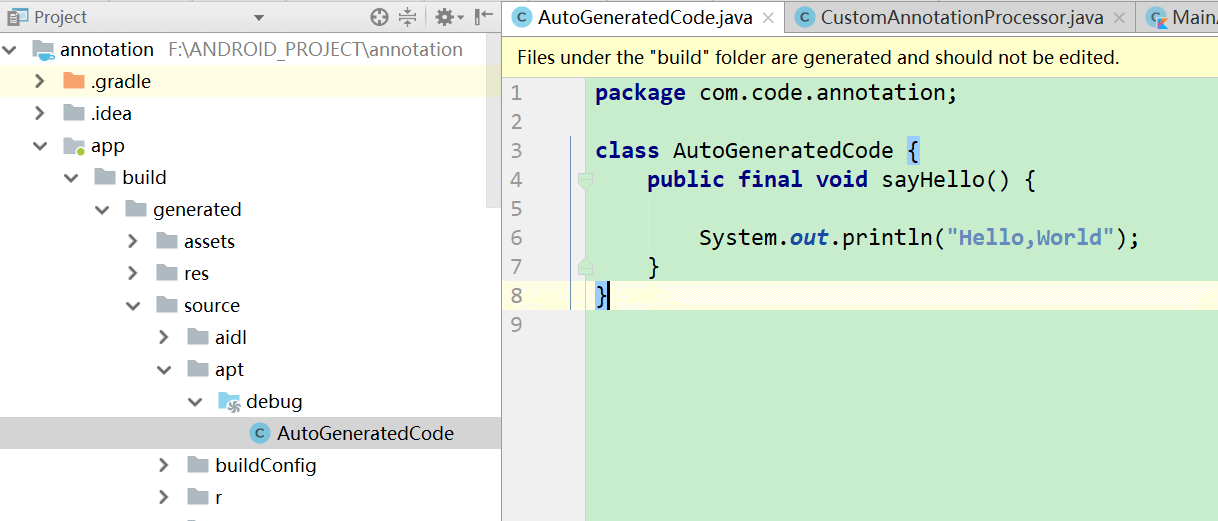 Project
annotation F:\ANDROID_PROJECT\annotation
.gradle
.idea
app
build
generated
assets
res
source
aidl
apt
debug
C AutoGeneratedCode
buildConfig
r
C AutoGeneratedCode.java
C CustomAnnotationProcessor.java
C Main
Files under the "build" folder are generated and should not be edited.
1 package com.code.annotation;
2
3 class AutoGeneratedCode {
4 public final void sayHello() {
5
6 System.out.println("Hello,World");
7 }
8 }
9